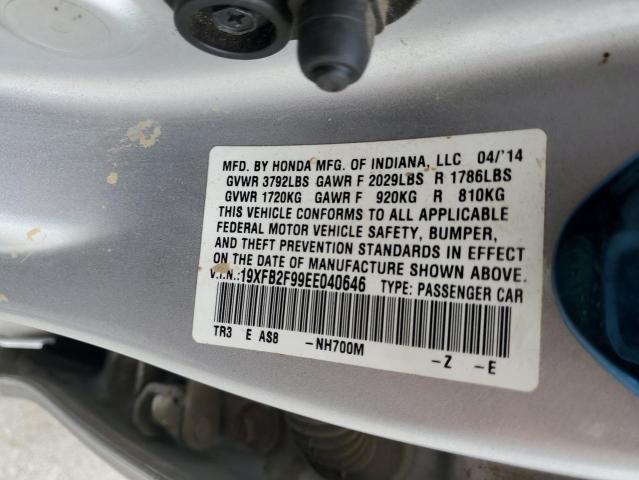 MFD. BY HONDA MFG. OF INDIANA, LLC 04/'14
GVWR 3792LBS GAWR F 2029LBS R 1786LBS
GVWR 1720KG GAWR F 920KG R 810KG
THIS VEHICLE CONFORMS TO ALL APPLICABLE
FEDERAL MOTOR VEHICLE SAFETY, BUMPER,
AND THEFT PREVENTION STANDARDS IN EFFECT
ON THE DATE OF MANUFACTURE SHOWN ABOVE.
V.I.N.:19XFB2F99EE040646 TYPE: PASSENGER CAR
TR3 E AS8 -NH700M -Z -E